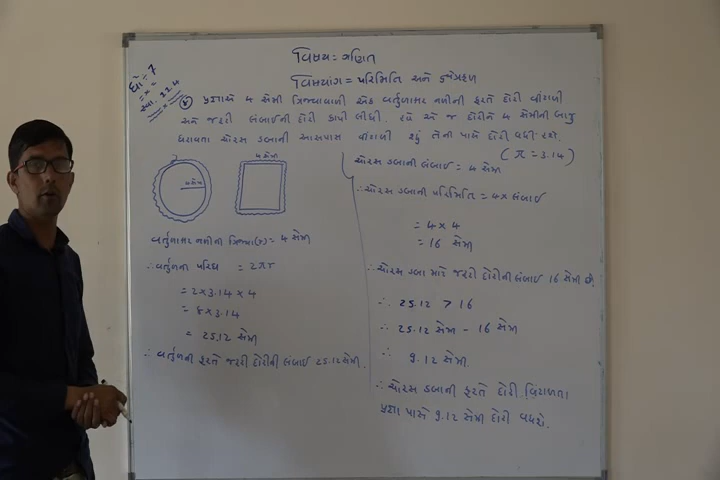 ધો ÷ 7
સ્વા. 11.4
વિષય = ગણિત
વિષયાંગ = પરિમિતિ અને ક્ષેત્રફળ
પ્રજ્ઞાએ 4 સેમી ત્રિજ્યાવાળી એક વર્તુળાકાર નળીની ફરતે દોરી વીંટાળી
અને જરૂરી લંબાઈની દોરી કાપી લીધી. હવે એ જ દોરીને 4 સેમીની બાજુ
ધરાવતા ચોરસ ડબાની આસપાસ વીંટાળી શું તેની પાસે દોરી વધી હશે.
(π = 3.14)
4 સેમી
4 સેમી
વર્તુળાકાર નળીની ત્રિજ્યા(r) = 4 સેમી
∴ વર્તુળના પરિઘ = 2πr
= 2 × 3.14 × 4
= 8 × 3.14
= 25.12 સેમી
∴ વર્તુળની ફરતે જરૂરી દોરીની લંબાઈ 25.12 સેમી.
ચોરસ ડબાની લંબાઈ = 4 સેમી
∴ ચોરસ ડબાની પરિમિતિ = 4 × લંબાઈ
= 4 × 4
= 16 સેમી
∴ ચોરસ ડબા માટે જરૂરી દોરીની લંબાઈ 16 સેમી છે.
∴ 25.12 > 16
∴ 25.12 સેમી - 16 સેમી
∴ 9.12 સેમી.
∴ ચોરસ ડબાની ફરતે દોરી વિંટાળતા
પ્રજ્ઞા પાસે 9.12 સેમી દોરી વધશે.